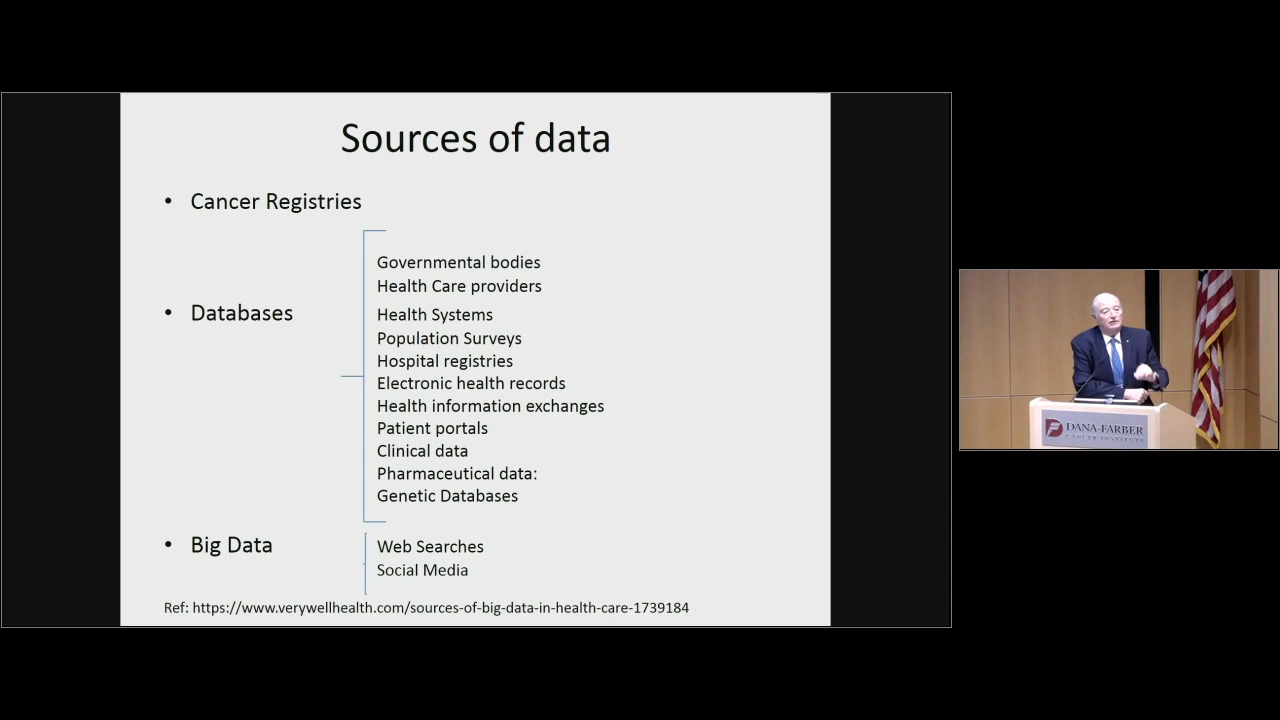 Sources of data
• Cancer Registries
Governmental bodies
Health Care providers
• Databases
Health Systems
Population Surveys
Hospital registries
Electronic health records
Health information exchanges
Patient portals
Clinical data
Pharmaceutical data:
Genetic Databases
• Big Data
Web Searches
Social Media
Ref: https://www.verywellhealth.com/sources-of-big-data-in-health-care-1739184
DANA-FARBER
CANCER INSTITUTE